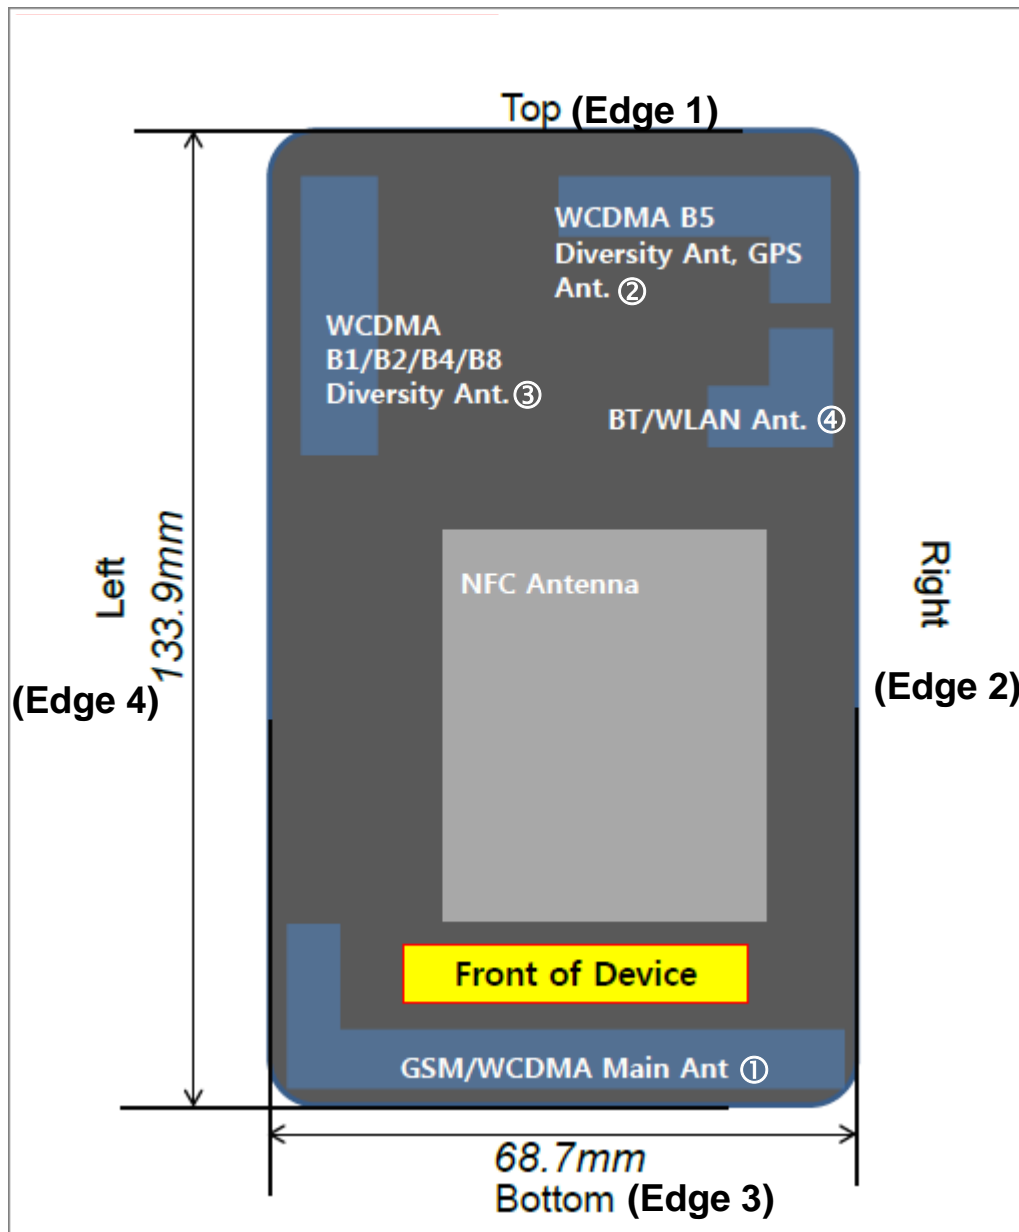 Top (Edge 1)
WCDMA B5
Diversity Ant, GPS
Ant. ②
WCDMA
B1/B2/B4/B8
Diversity Ant. ③
BT/WLAN Ant. ④
Left
(Edge 4)
133.9mm
NFC Antenna
Right
(Edge 2)
Front of Device
GSM/WCDMA Main Ant ①
68.7mm
Bottom (Edge 3)